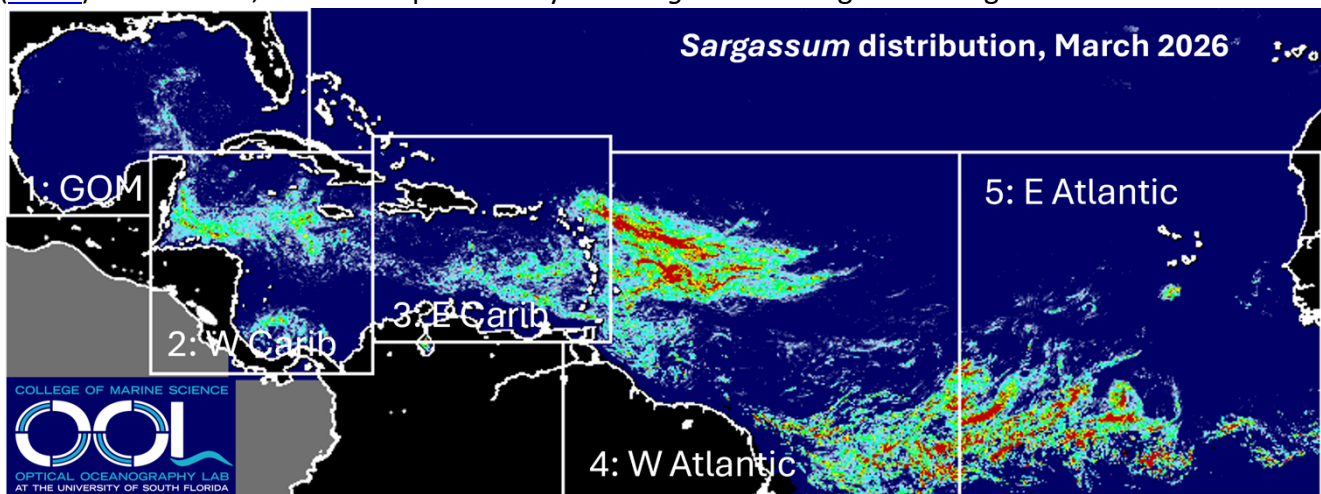 Sargassum distribution, March 2026
1: GOM
5: E Atlantic
3: E Carib
2: W Carib
4: W Atlantic
COLLEGE OF MARINE SCIENCE
OOL
OPTICAL OCEANOGRAPHY LAB
AT THE UNIVERSITY OF SOUTH FLORIDA